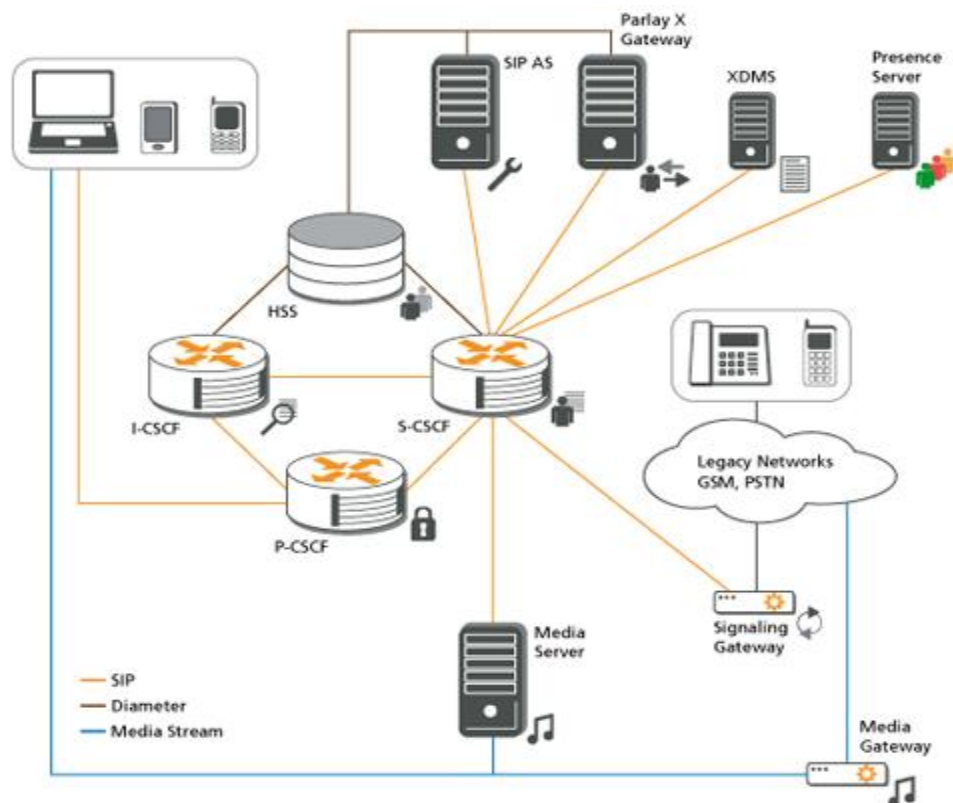 Parlay X
Gateway
SIP AS
XDMS
Presence
Server
HSS
I-CSCF
S-CSCF
P-CSCF
Legacy Networks
GSM, PSTN
Signaling
Gateway
Media
Server
SIP
Diameter
Media Stream
Media
Gateway